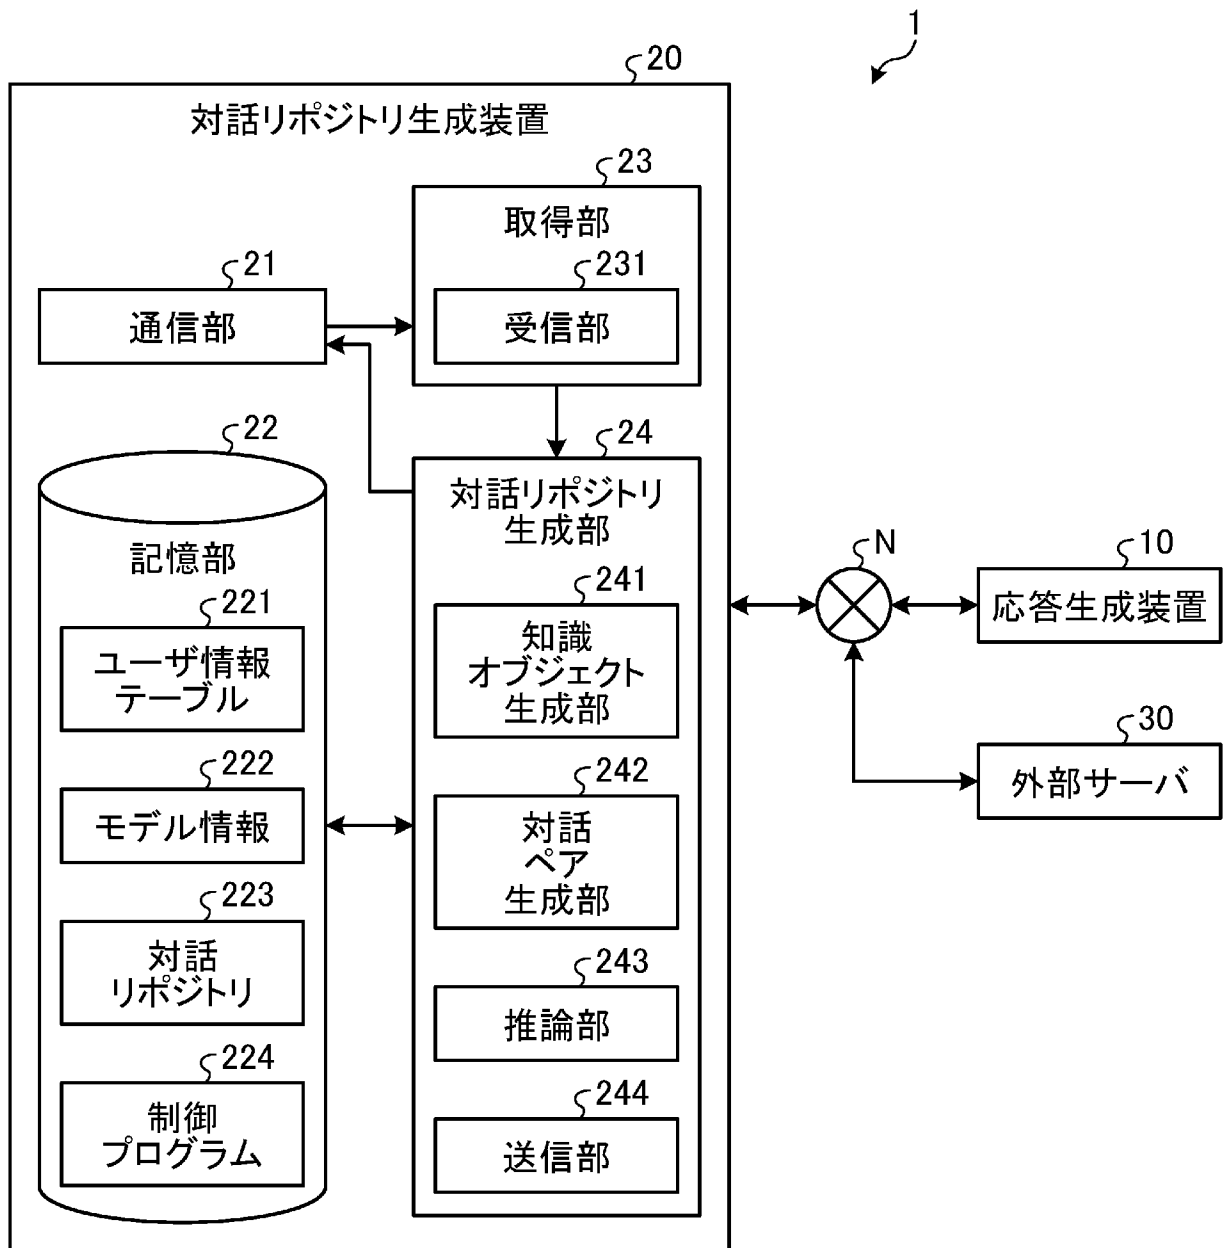 1
20
対話リポジトリ生成装置
23
取得部
231
受信部
21
通信部
22
記憶部
221
ユーザ情報
テーブル
222
モデル情報
223
対話
リポジトリ
224
制御
プログラム
24
対話リポジトリ
生成部
241
知識
オブジェクト
生成部
242
対話
ペア
生成部
243
推論部
244
送信部
N
10
応答生成装置
30
外部サーバ